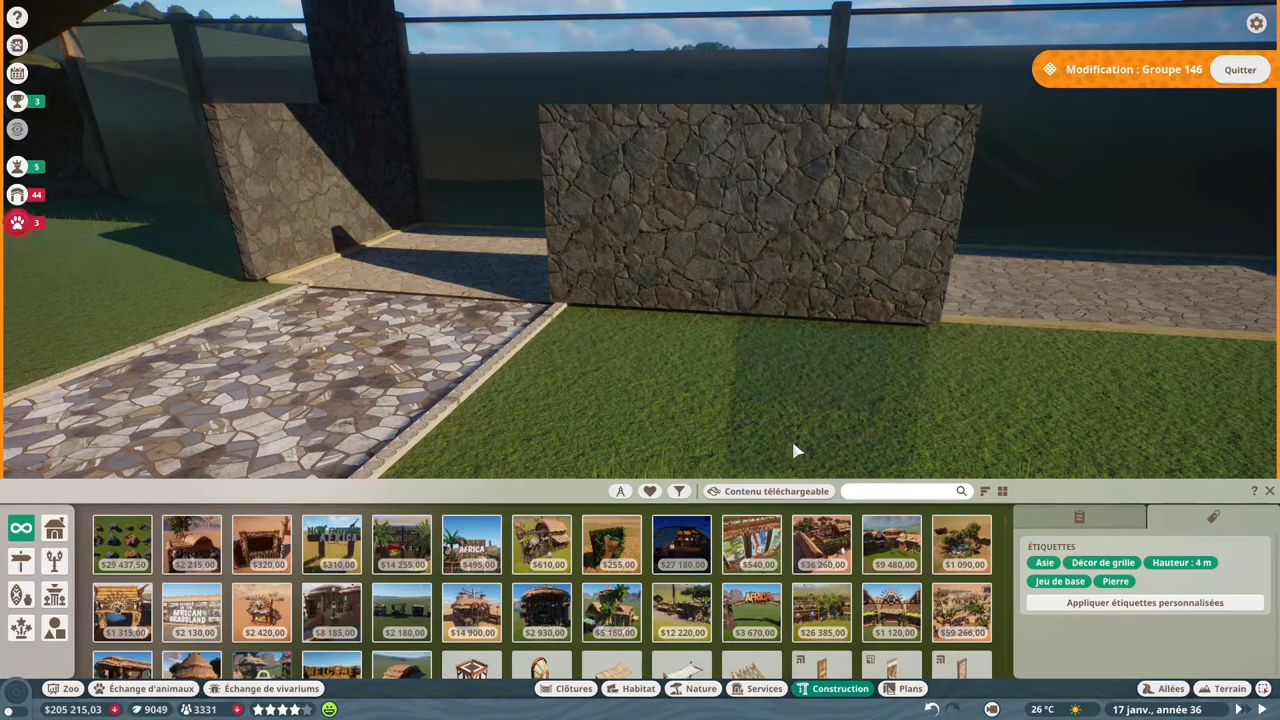 ?
Modification : Groupe 146
Quitter
3
5
44
3
Contenu téléchargeable
?
$29 437,50
$2 215,00
$320,00
$310,00
$14 255,00
$495,00
$610,00
$255,00
$27 180,00
$540,00
$36 260,00
$9 480,00
$1 090,00
$1 315,00
$2 130,00
$2 420,00
$8 185,00
$2 180,00
$14 900,00
$2 930,00
$5 160,00
$12 220,00
$3 670,00
$26 385,00
$1 120,00
$59 266,00
ÉTIQUETTES
Asie
Décor de grille
Hauteur : 4 m
Jeu de base
Pierre
Appliquer étiquettes personnalisées
Zoo
Échange d'animaux
Échange de vivariums
Clôtures
Habitat
Nature
Services
Construction
Plans
Allées
Terrain
$205 215,03
9049
3331
26 °C
17 janv., année 36